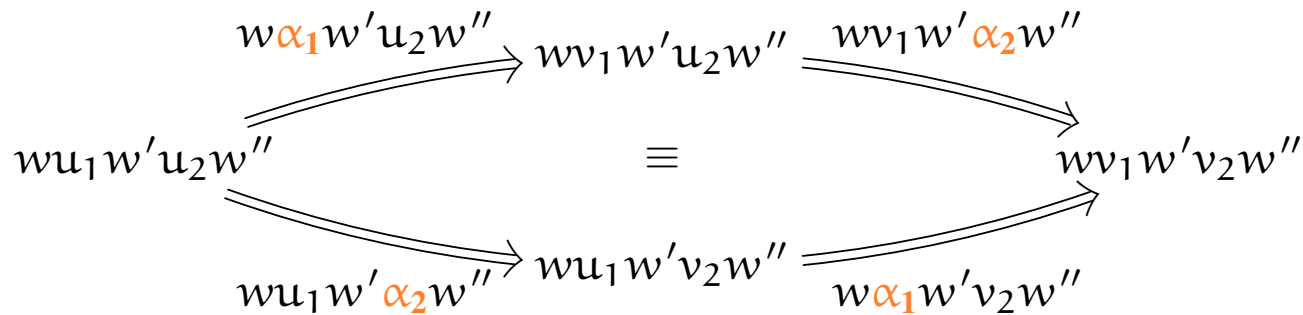 wα₁w′u₂w″ wv₁w′α₂w″
wv₁w′u₂w″
wu₁w′u₂w″ ≡ wv₁w′v₂w″
wu₁w′v₂w″
wu₁w′α₂w″ wα₁w′v₂w″